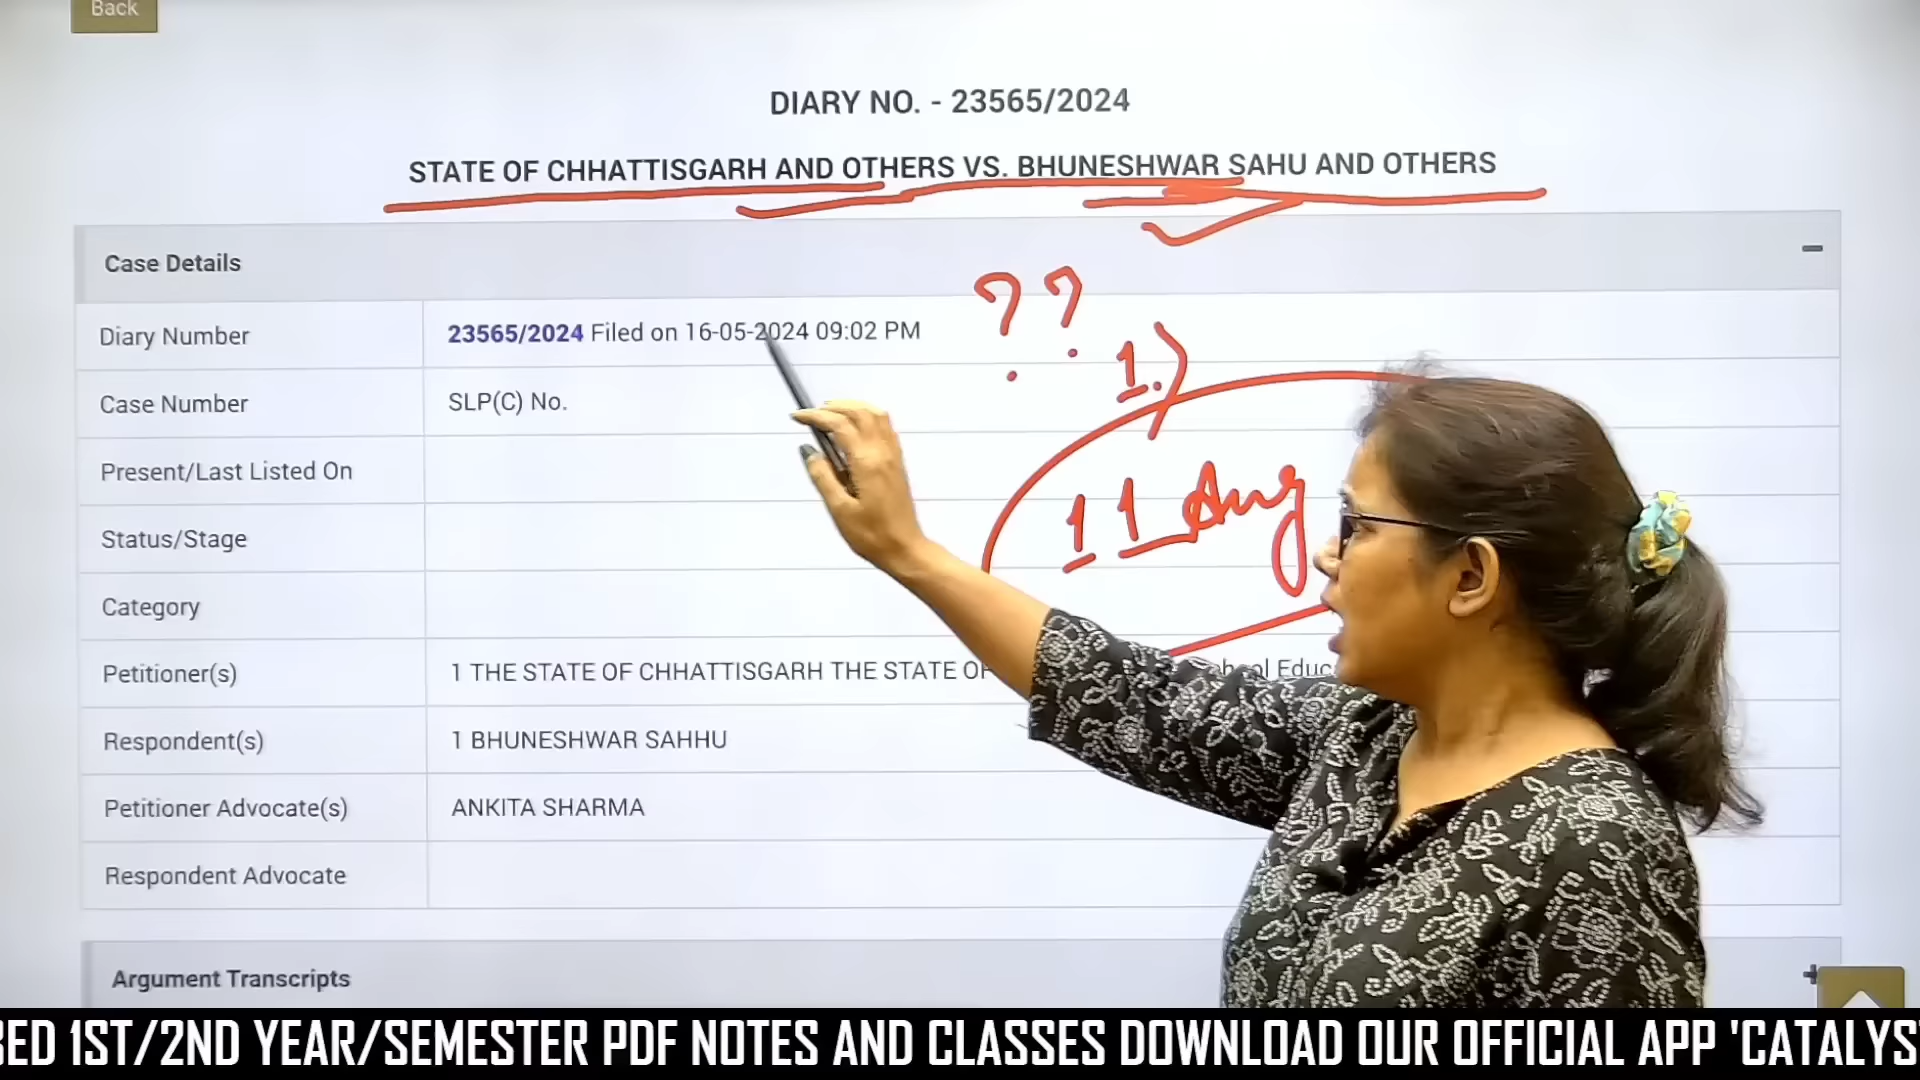 Back
DIARY NO. - 23565/2024
STATE OF CHHATTISGARH AND OTHERS VS. BHUNESHWAR SAHU AND OTHERS
Case Details
Diary Number 23565/2024 Filed on 16-05-2024 09:02 PM
? ?
1.)
Case Number SLP(C) No.
Present/Last Listed On
11 Aug
Status/Stage
Category
Petitioner(s) 1 THE STATE OF CHHATTISGARH THE STATE OF
Respondent(s) 1 BHUNESHWAR SAHHU
Petitioner Advocate(s) ANKITA SHARMA
Respondent Advocate
Argument Transcripts
1ST/2ND YEAR/SEMESTER PDF NOTES AND CLASSES DOWNLOAD OUR OFFICIAL APP 'CATALYS